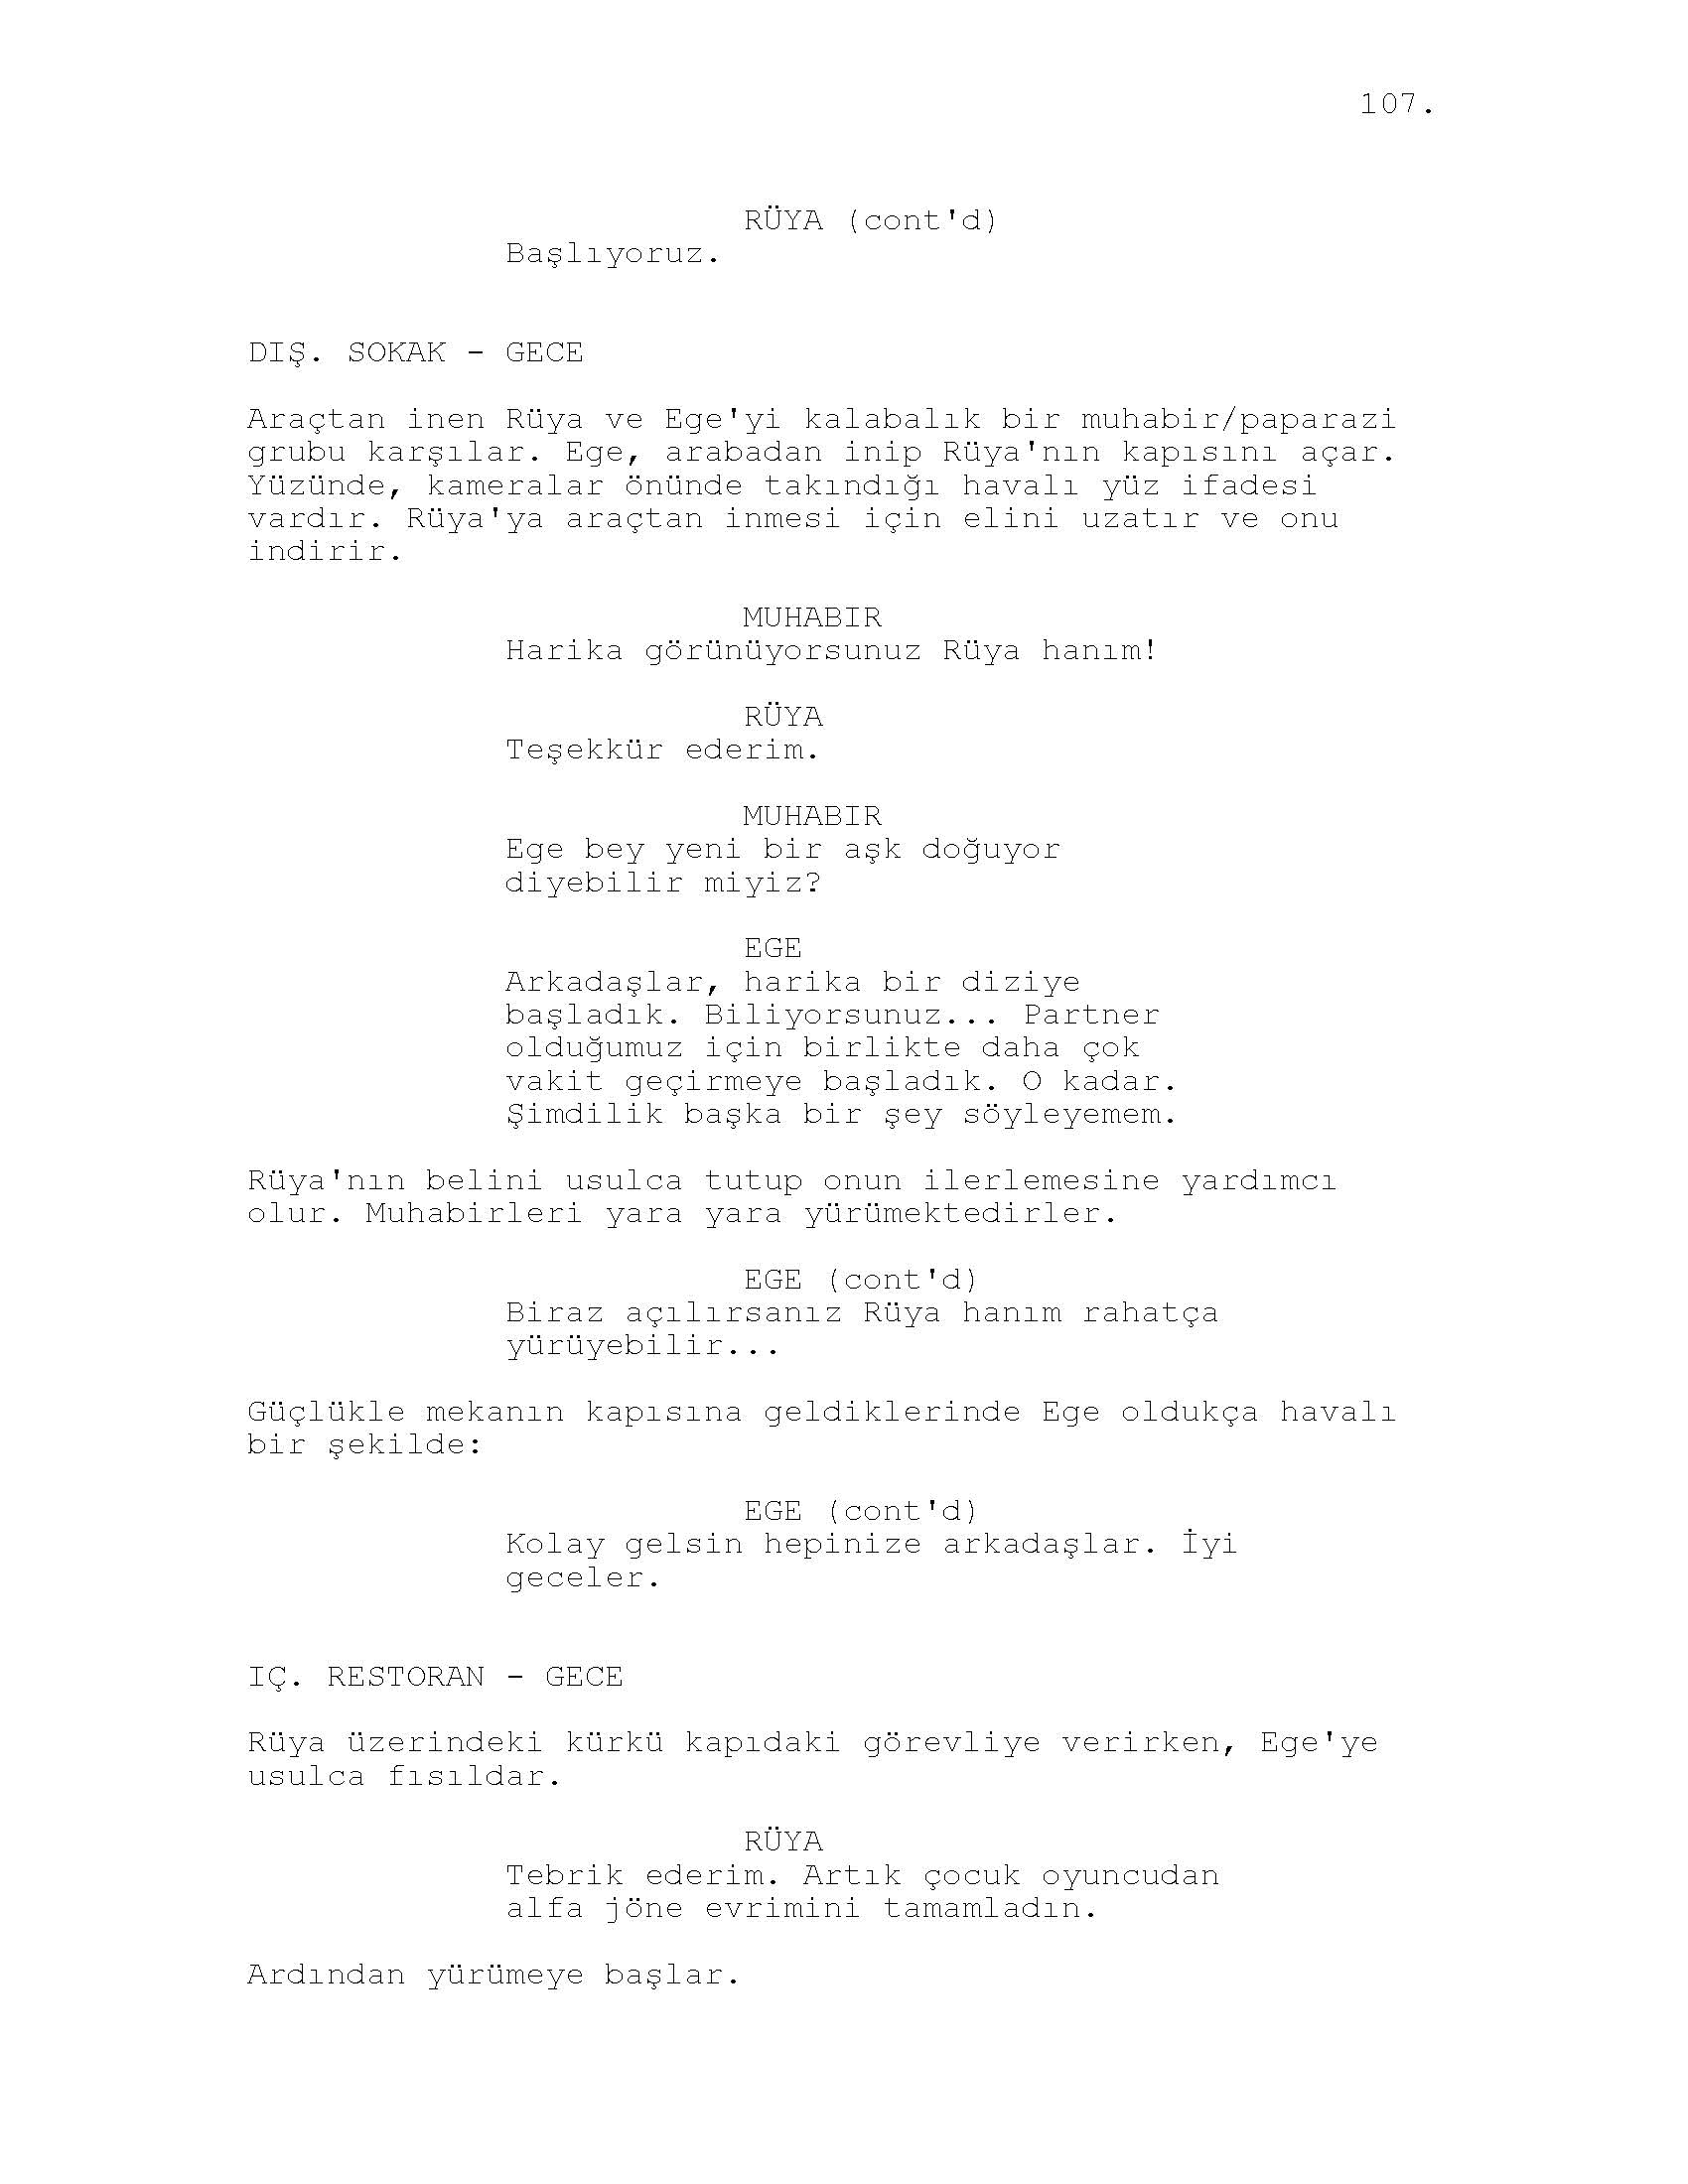 107.
RÜYA (cont'd)
Başlıyoruz.
DIŞ. SOKAK - GECE
Araçtan inen Rüya ve Ege'yi kalabalık bir muhabir/paparazi
grubu karşılar. Ege, arabadan inip Rüya'nın kapısını açar.
Yüzünde, kameralar önünde takındığı havalı yüz ifadesi
vardır. Rüya'ya araçtan inmesi için elini uzatır ve onu
indirir.
MUHABIR
Harika görünüyorsunuz Rüya hanım!
RÜYA
Teşekkür ederim.
MUHABIR
Ege bey yeni bir aşk doğuyor
diyebilir miyiz?
EGE
Arkadaşlar, harika bir diziye
başladık. Biliyorsunuz... Partner
olduğumuz için birlikte daha çok
vakit geçirmeye başladık. O kadar.
Şimdilik başka bir şey söyleyemem.
Rüya'nın belini usulca tutup onun ilerlemesine yardımcı
olur. Muhabirleri yara yara yürümektedirler.
EGE (cont'd)
Biraz açılırsanız Rüya hanım rahatça
yürüyebilir...
Güçlükle mekanın kapısına geldiklerinde Ege oldukça havalı
bir şekilde:
EGE (cont'd)
Kolay gelsin hepinize arkadaşlar. İyi
geceler.
IÇ. RESTORAN - GECE
Rüya üzerindeki kürkü kapıdaki görevliye verirken, Ege'ye
usulca fısıldar.
RÜYA
Tebrik ederim. Artık çocuk oyuncudan
alfa jöne evrimini tamamladın.
Ardından yürümeye başlar.